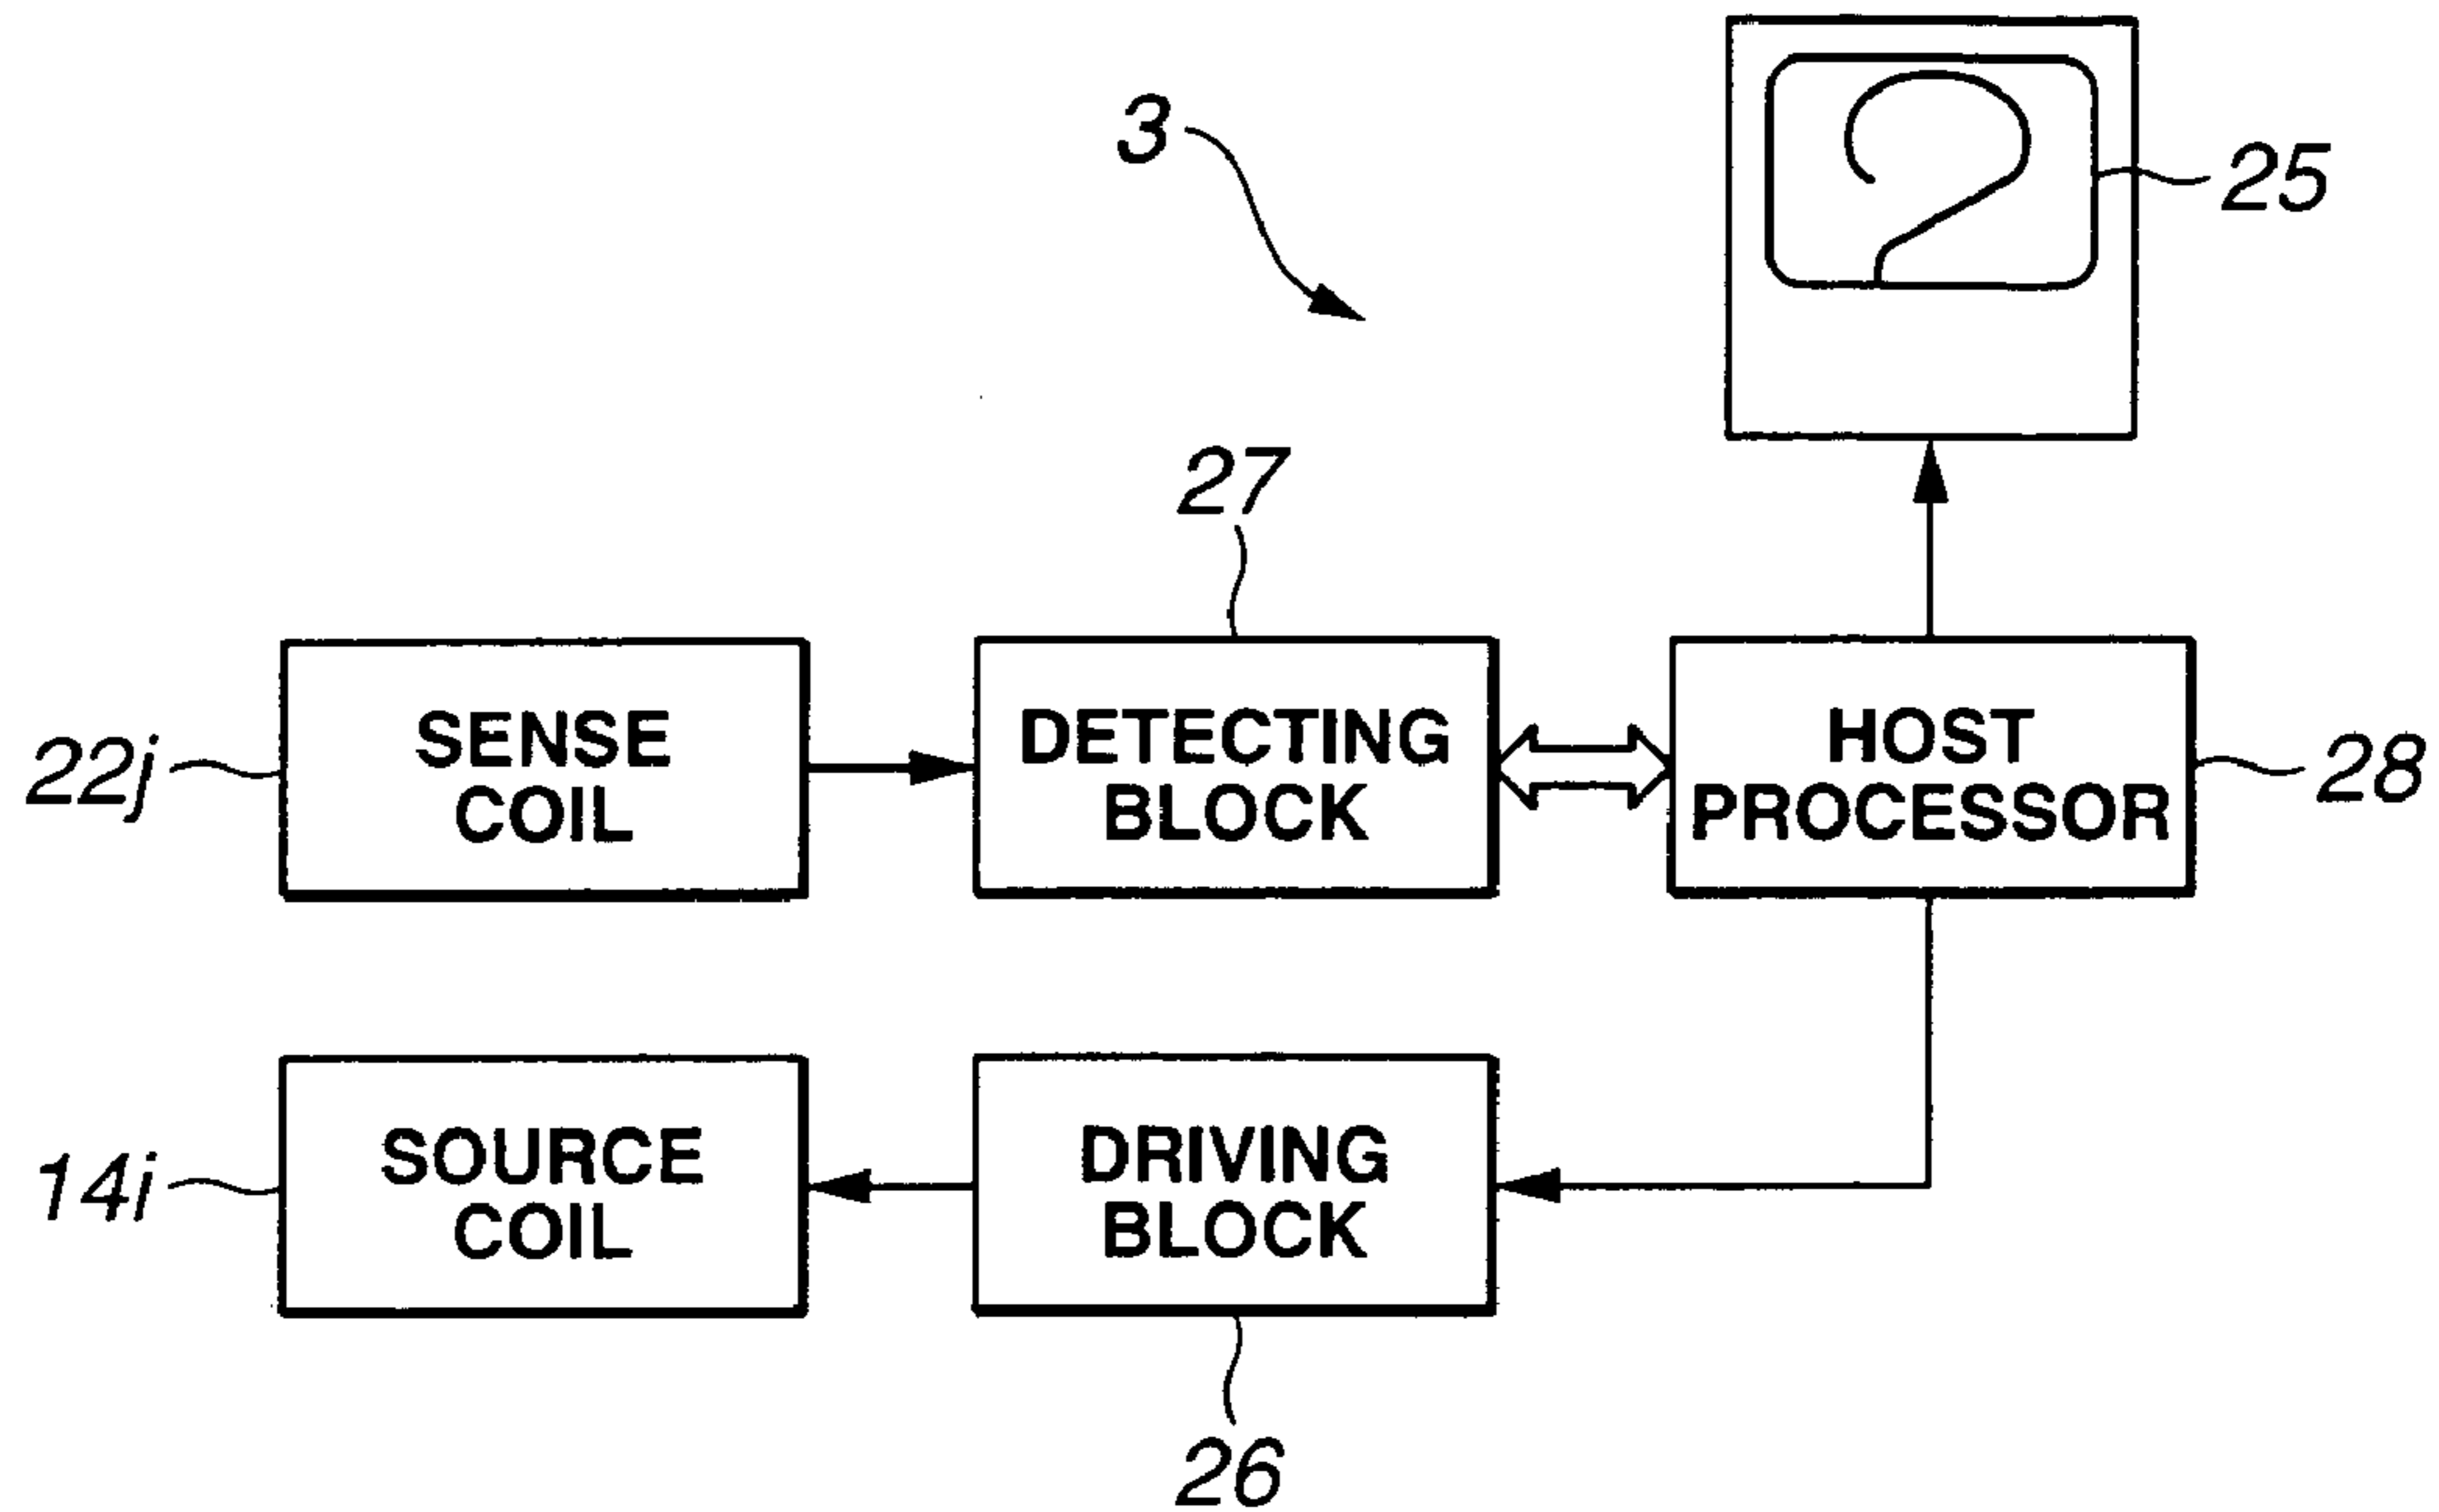 3
25
27
22j
SENSE
COIL
DETECTING
BLOCK
HOST
PROCESSOR
28
14i
SOURCE
COIL
DRIVING
BLOCK
26